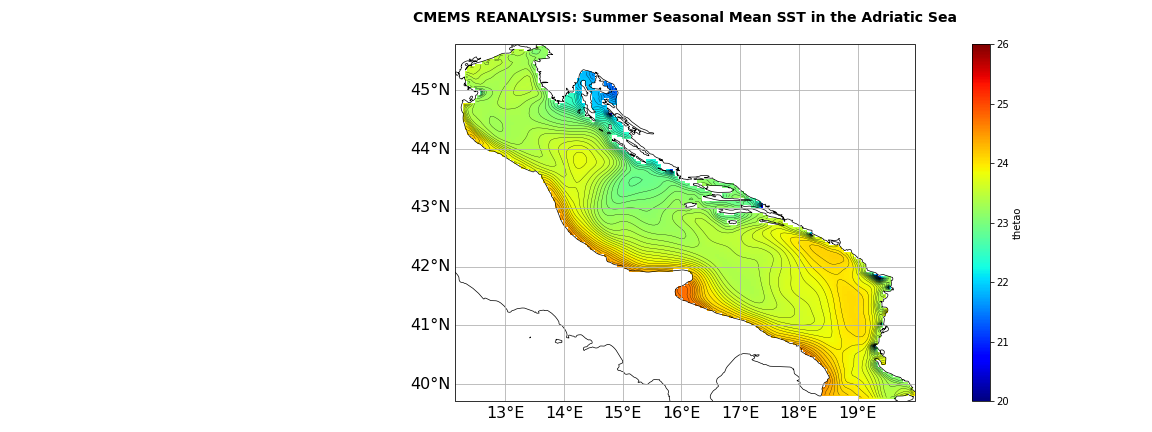 CMEMS REANALYSIS: Summer Seasonal Mean SST in the Adriatic Sea
45°N
44°N
43°N
42°N
41°N
40°N
13°E 14°E 15°E 16°E 17°E 18°E 19°E
26
25
24
23
22
21
20
thetao